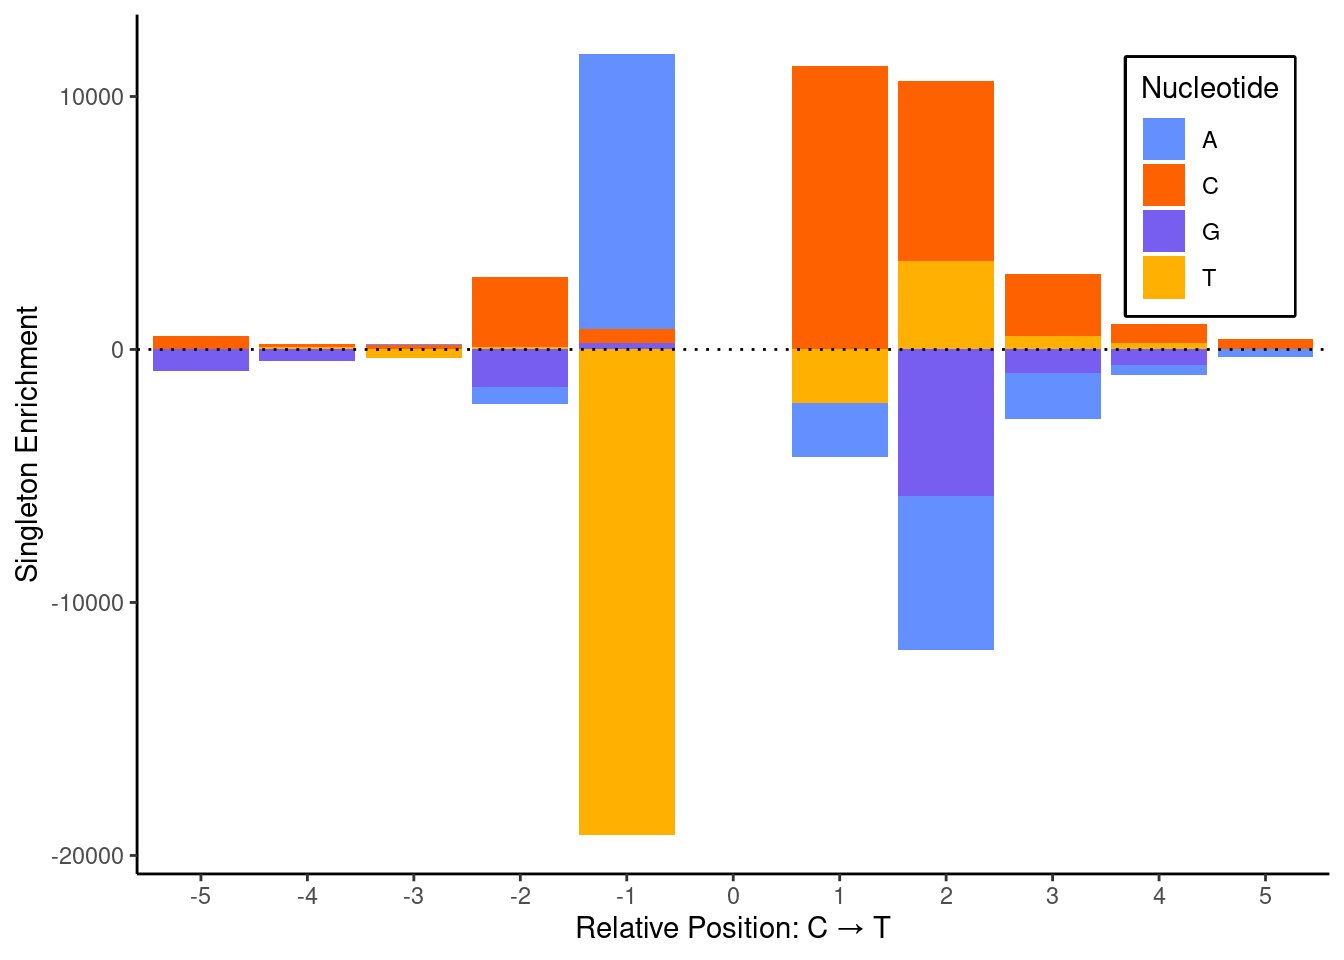 Singleton Enrichment
10000
0
-10000
-20000
Nucleotide
A
C
G
T
-5 -4 -3 -2 -1 0 1 2 3 4 5
Relative Position: C → T